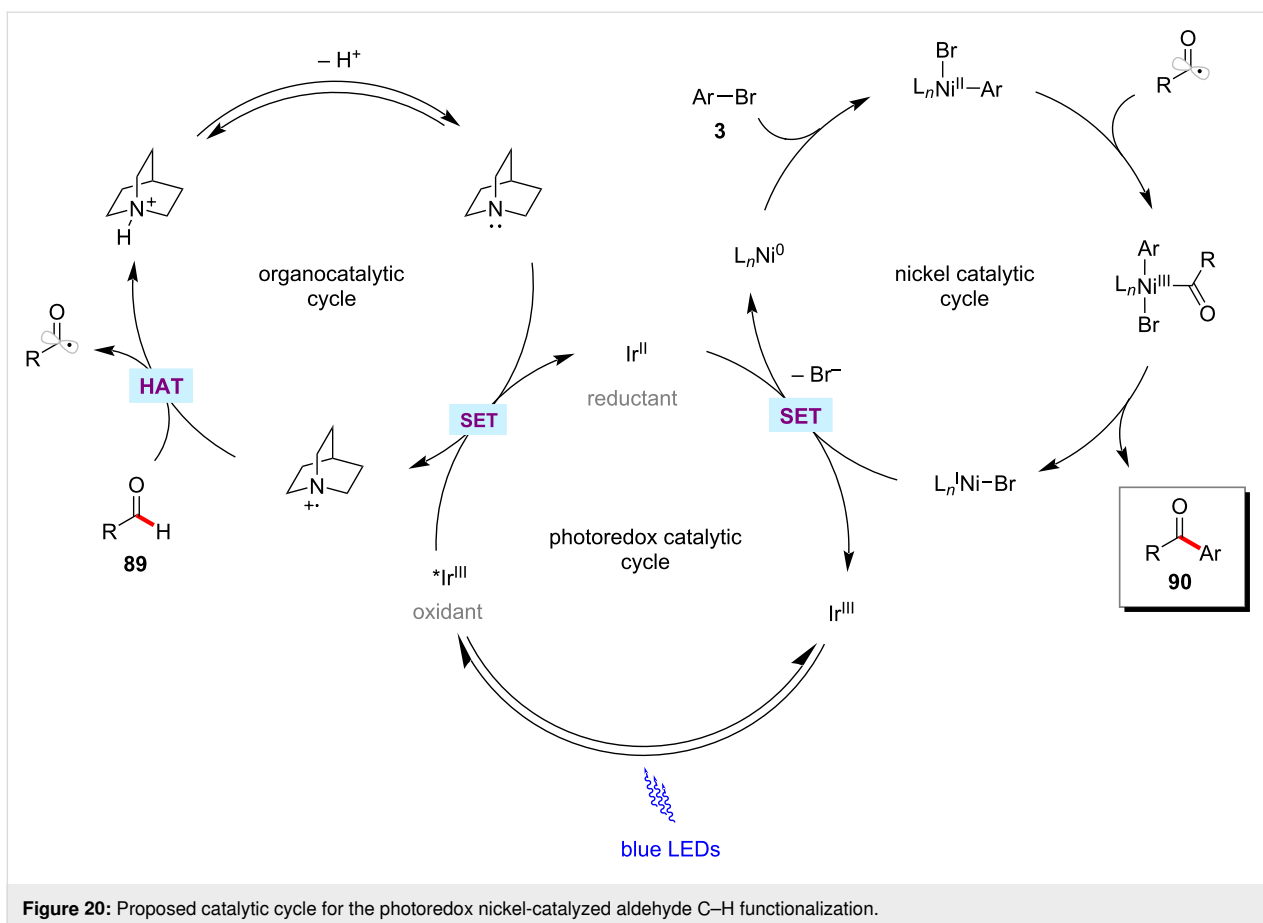 – H⁺
Br
LₙNiᴵᴵ–Ar
O
R
Ar–Br
3
N⁺
H
N
organocatalytic
cycle
LₙNi⁰
nickel catalytic
cycle
Ar
R
LₙNiᴵᴵᴵ
Br
O
O
R
Irᴵᴵ
reductant
– Br⁻
HAT
SET
SET
O
R
H
89
N
+·
LₙᴵNi–Br
photoredox catalytic
cycle
*Irᴵᴵᴵ
oxidant
Irᴵᴵᴵ
O
R
Ar
90
blue LEDs
Figure 20: Proposed catalytic cycle for the photoredox nickel-catalyzed aldehyde C–H functionalization.